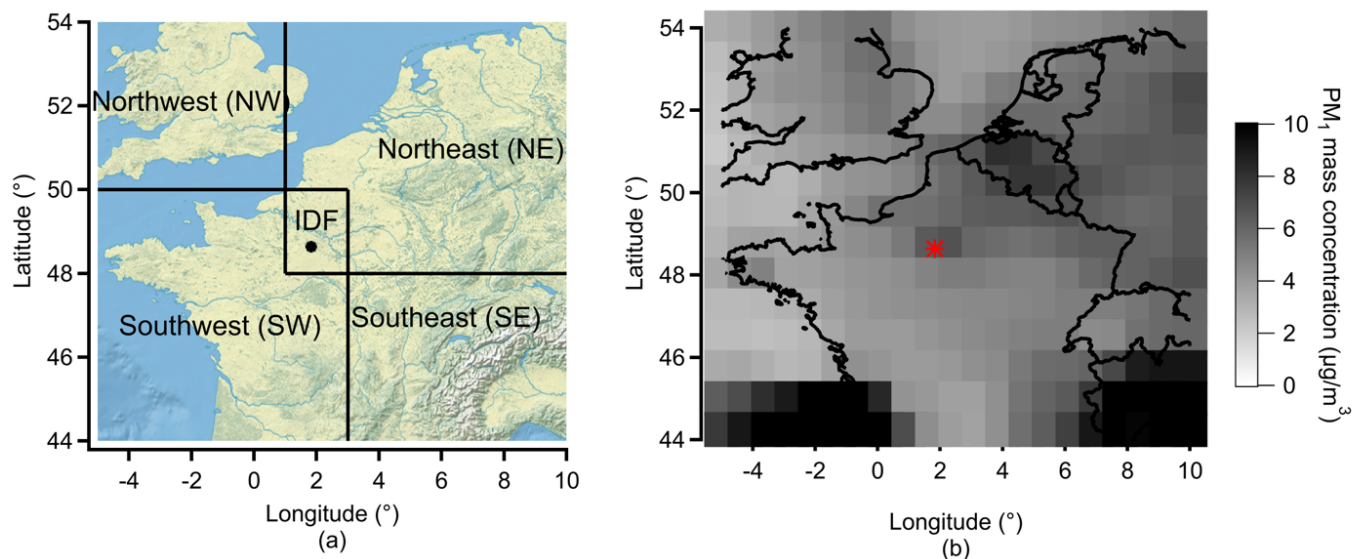 54
52
50
48
46
44
Latitude (°)
Northwest (NW)
Northeast (NE)
IDF
Southwest (SW)
Southeast (SE)
-4 -2 0 2 4 6 8 10
Longitude (°)
(a)
54
52
50
48
46
44
Latitude (°)
-4 -2 0 2 4 6 8 10
Longitude (°)
(b)
10
8
6
4
2
0
PM₁ mass concentration (µg/m³)